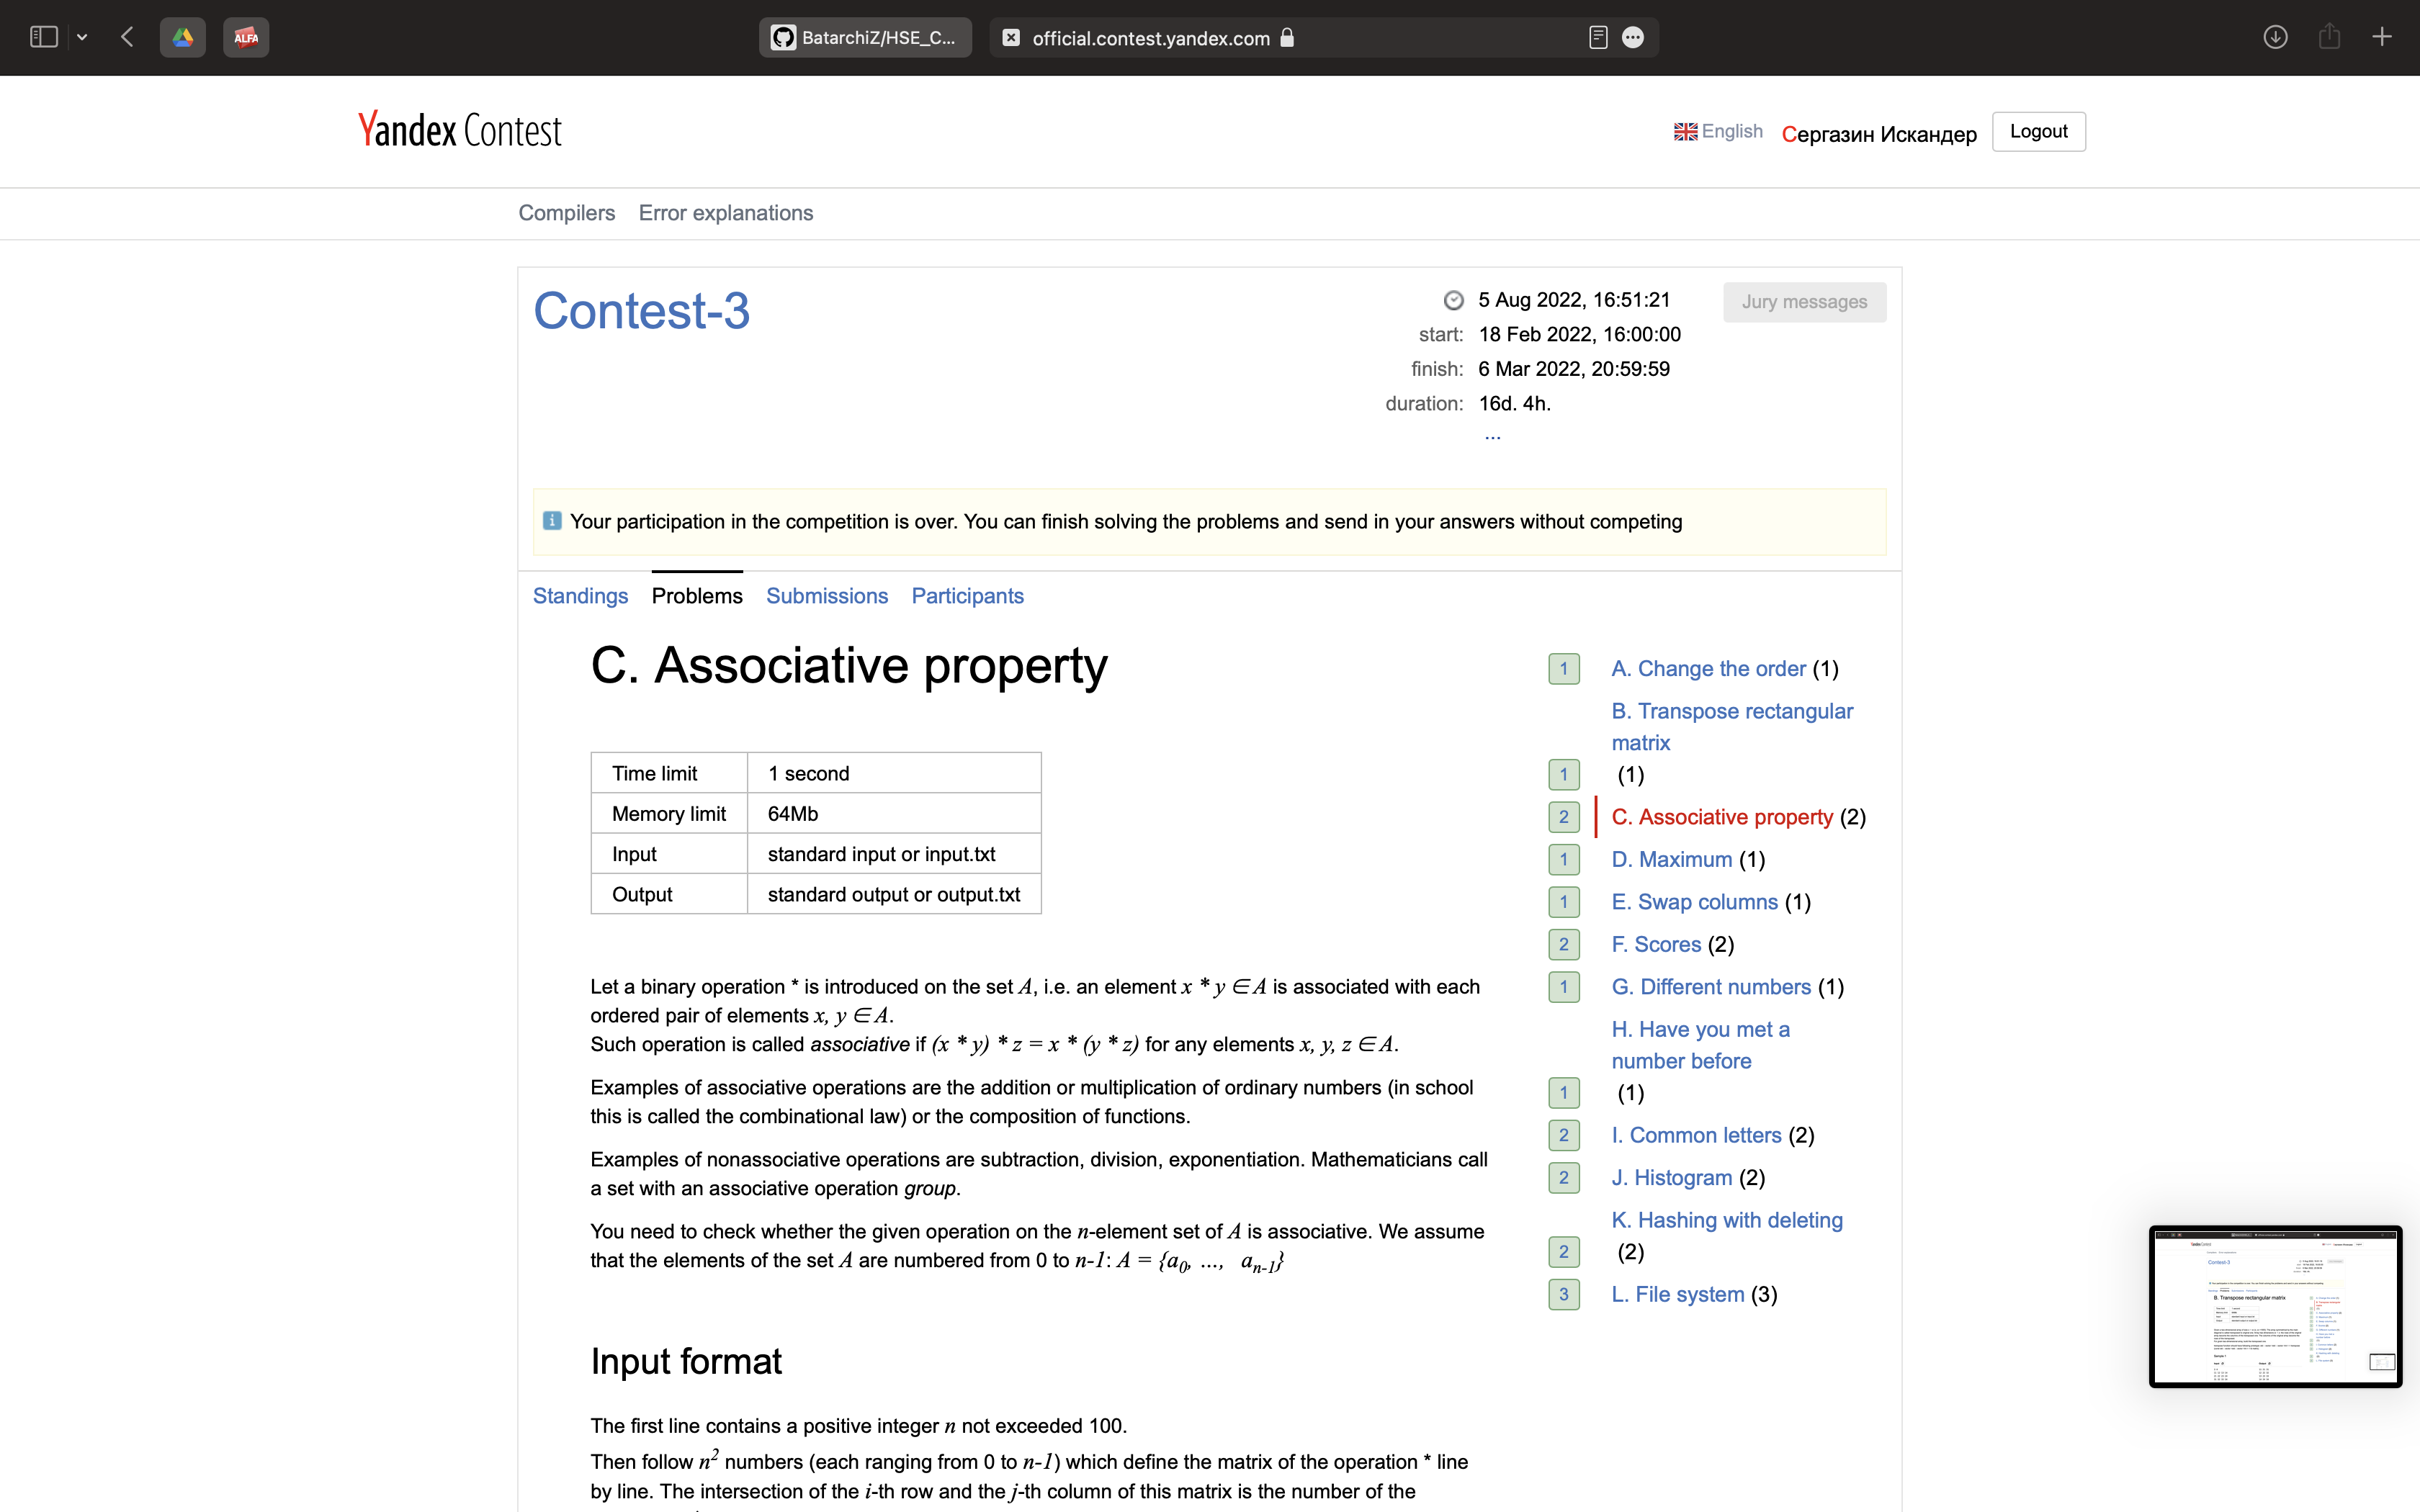 ALFA
BatarchiZ/HSE_C...
official.contest.yandex.com
Yandex Contest
English
Сергазин Искандер
Logout
Compilers
Error explanations
Contest-3
5 Aug 2022, 16:51:21
Jury messages
start: 18 Feb 2022, 16:00:00
finish: 6 Mar 2022, 20:59:59
duration: 16d. 4h.
...
Your participation in the competition is over. You can finish solving the problems and send in your answers without competing
Standings Problems Submissions Participants
C. Associative property
Time limit 1 second
Memory limit 64Mb
Input standard input or input.txt
Output standard output or output.txt
Let a binary operation * is introduced on the set A, i.e. an element x * y ∈ A is associated with each
ordered pair of elements x, y ∈ A.
Such operation is called associative if (x * y) * z = x * (y * z) for any elements x, y, z ∈ A.
Examples of associative operations are the addition or multiplication of ordinary numbers (in school
this is called the combinational law) or the composition of functions.
Examples of nonassociative operations are subtraction, division, exponentiation. Mathematicians call
a set with an associative operation group.
You need to check whether the given operation on the n-element set of A is associative. We assume
that the elements of the set A are numbered from 0 to n-1: A = {a0, ..., an-1}
Input format
The first line contains a positive integer n not exceeded 100.
Then follow n² numbers (each ranging from 0 to n-1) which define the matrix of the operation * line
by line. The intersection of the i-th row and the j-th column of this matrix is the number of the
1 A. Change the order (1)
B. Transpose rectangular
matrix
1 (1)
2 C. Associative property (2)
1 D. Maximum (1)
1 E. Swap columns (1)
2 F. Scores (2)
1 G. Different numbers (1)
H. Have you met a
number before
1 (1)
2 I. Common letters (2)
2 J. Histogram (2)
K. Hashing with deleting
2 (2)
3 L. File system (3)
Contest-3
B. Transpose rectangular matrix